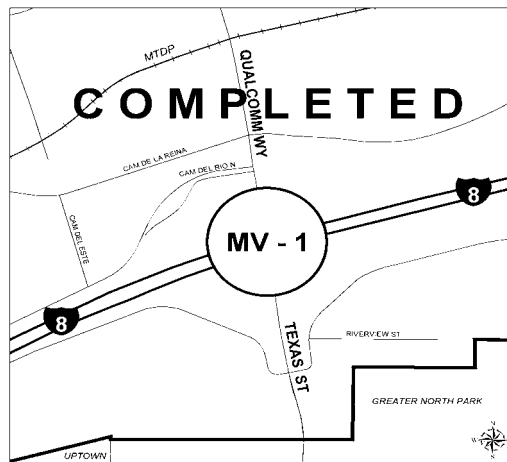 MTDP
QUALCOMM WY
COMPLETED
CAM DE LA REINA
CAM DEL RIO N
CAM DEL ESTE
8
MV - 1
8
TEXAS ST
RIVERVIEW ST
GREATER NORTH PARK
UPTOWN
N
W
E
S